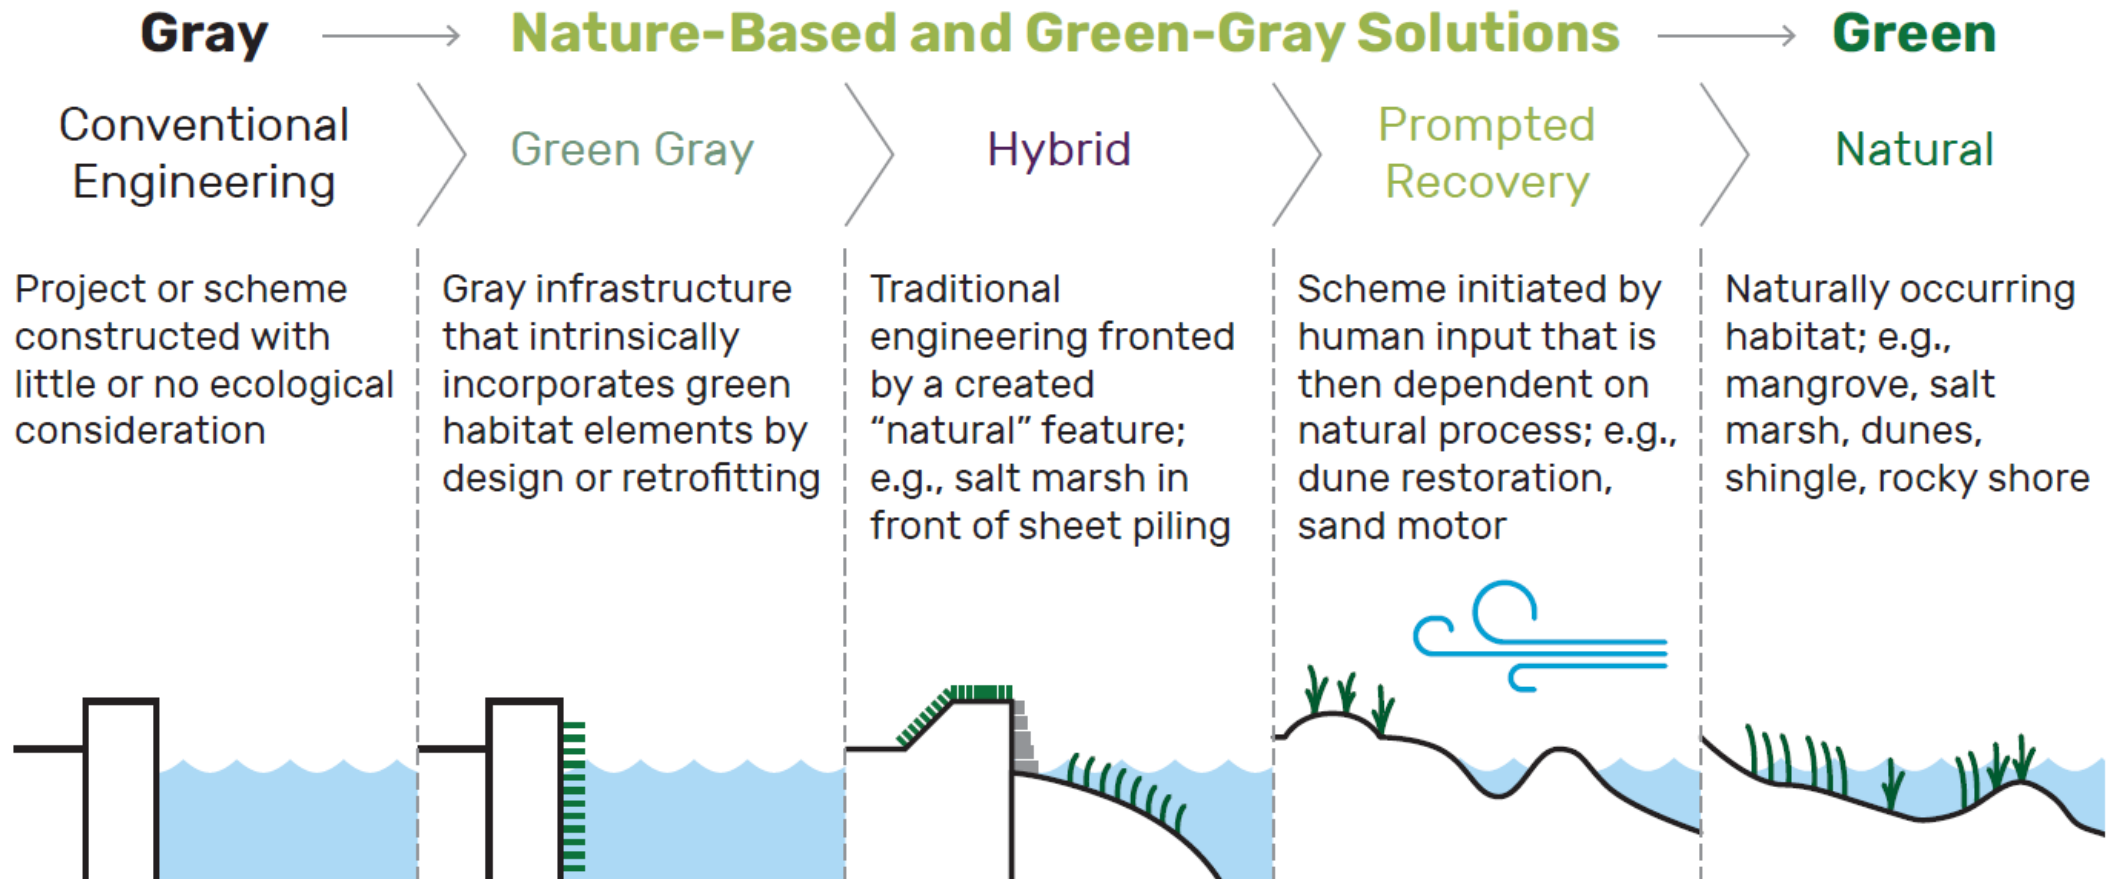 Gray
Nature-Based and Green-Gray Solutions
Green
Conventional
Engineering
Green Gray
Hybrid
Prompted
Recovery
Natural
Project or scheme
constructed with
little or no ecological
consideration
Gray infrastructure
that intrinsically
incorporates green
habitat elements by
design or retrofitting
Traditional
engineering fronted
by a created
“natural” feature;
e.g., salt marsh in
front of sheet piling
Scheme initiated by
human input that is
then dependent on
natural process; e.g.,
dune restoration,
sand motor
Naturally occurring
habitat; e.g.,
mangrove, salt
marsh, dunes,
shingle, rocky shore